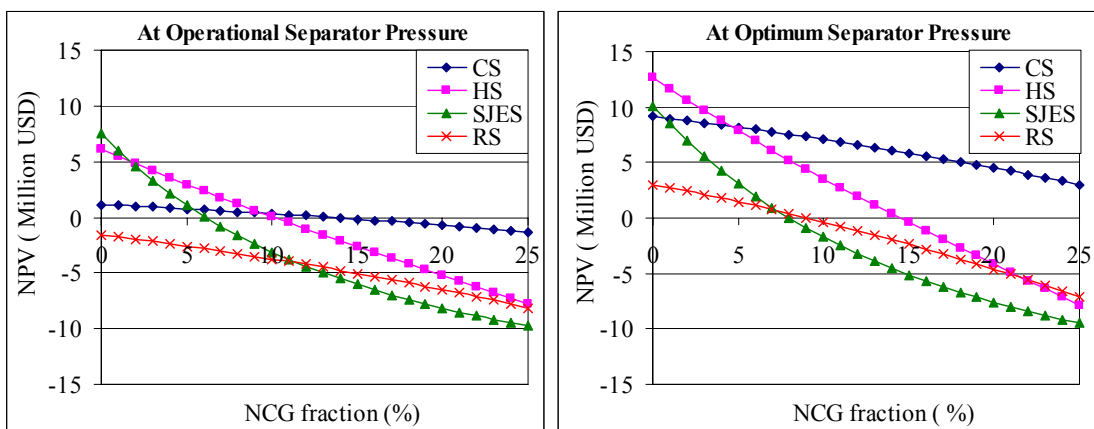 At Operational Separator Pressure
CS
HS
SJES
RS
NPV ( Million USD)
15
10
5
0
-5
-10
-15
0 5 10 15 20 25
NCG fraction (%)
At Optimum Separator Pressure
CS
HS
SJES
RS
NPV ( Million USD)
15
10
5
0
-5
-10
-15
0 5 10 15 20 25
NCG fraction ( %)